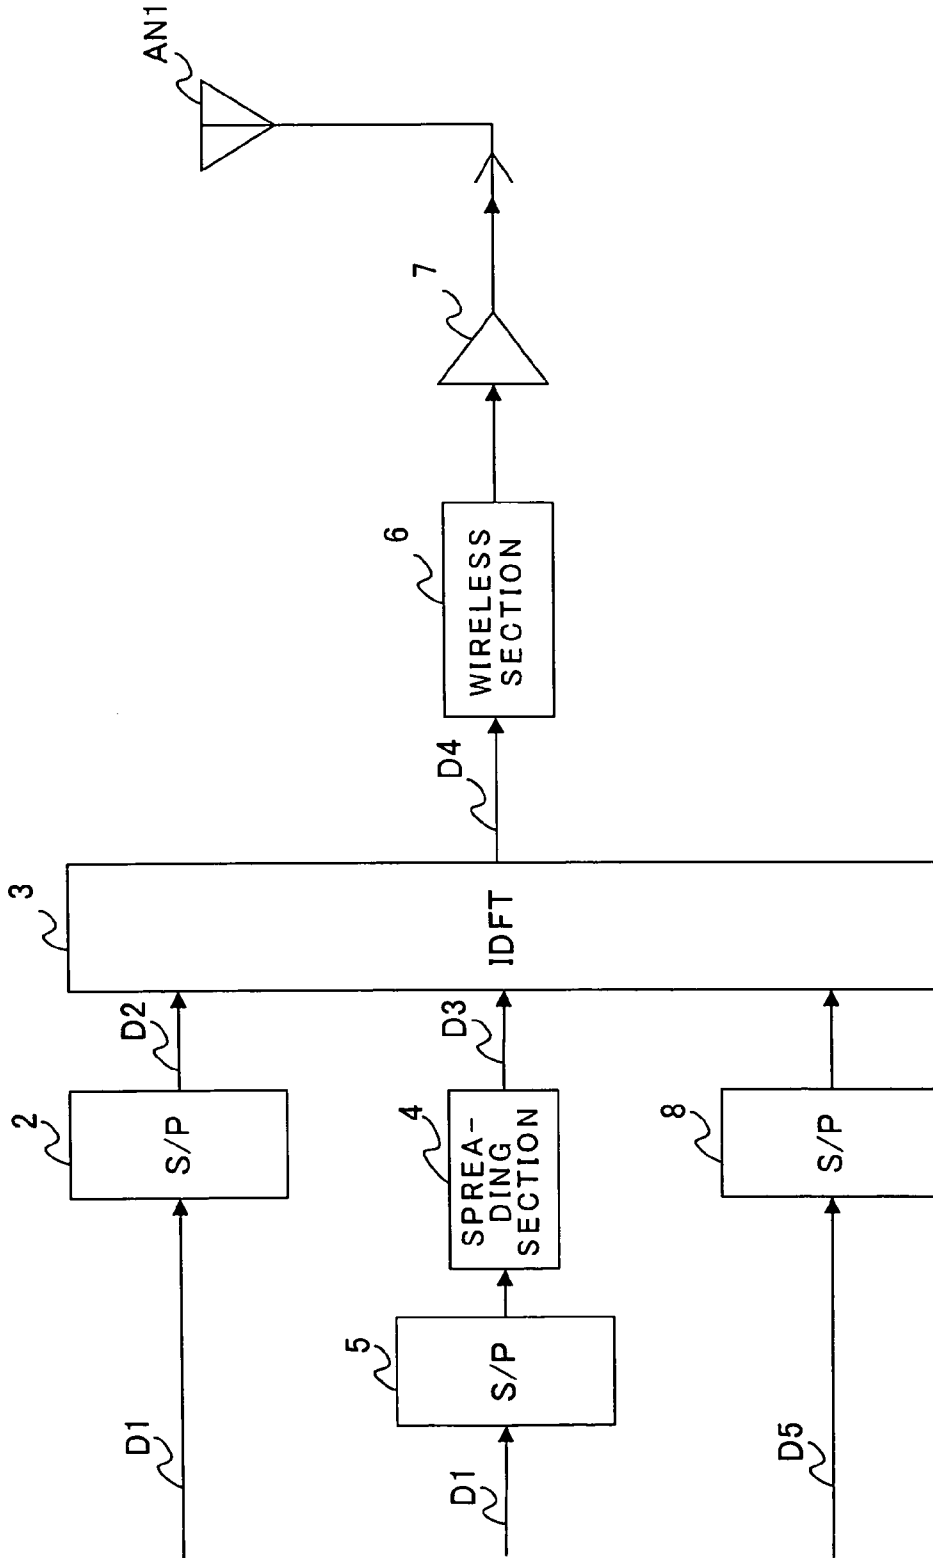 D1
2
S/P
D2
3
IDFT
D4
6
WIRELESS
SECTION
7
AN1
D1
5
S/P
4
SPREA-
DING
SECTION
D3
D5
8
S/P